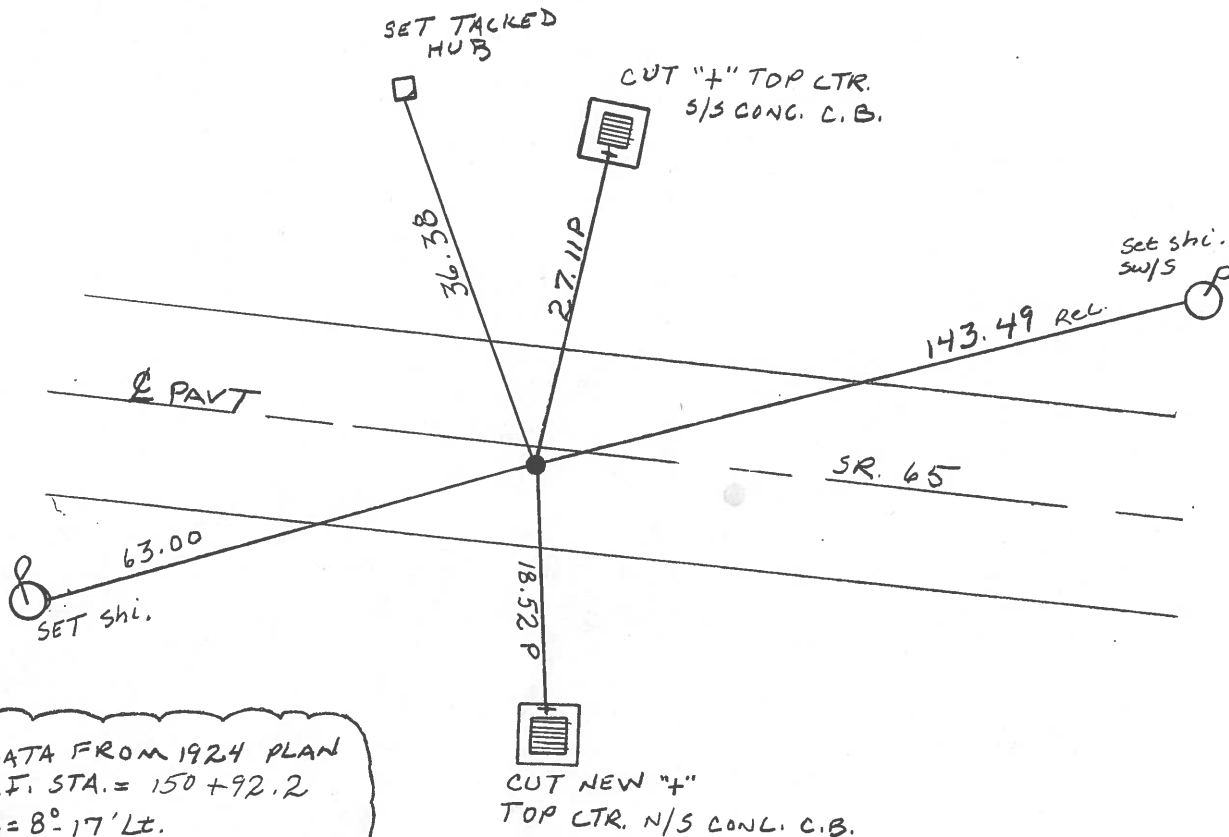 SET TACKED
HUB
CUT "+" TOP CTR.
S/S CONC. C.B.
36.38
27.11P
Set shi.
SW/S
143.49 REC.
℄ PAVT
S.R. 65
63.00
SET Shi.
18.52 P
ATA FROM 1924 PLAN
.I. STA. = 150+92.2
= 8°-17' Lt.
CUT NEW "+"
TOP CTR. N/S CONC. C.B.